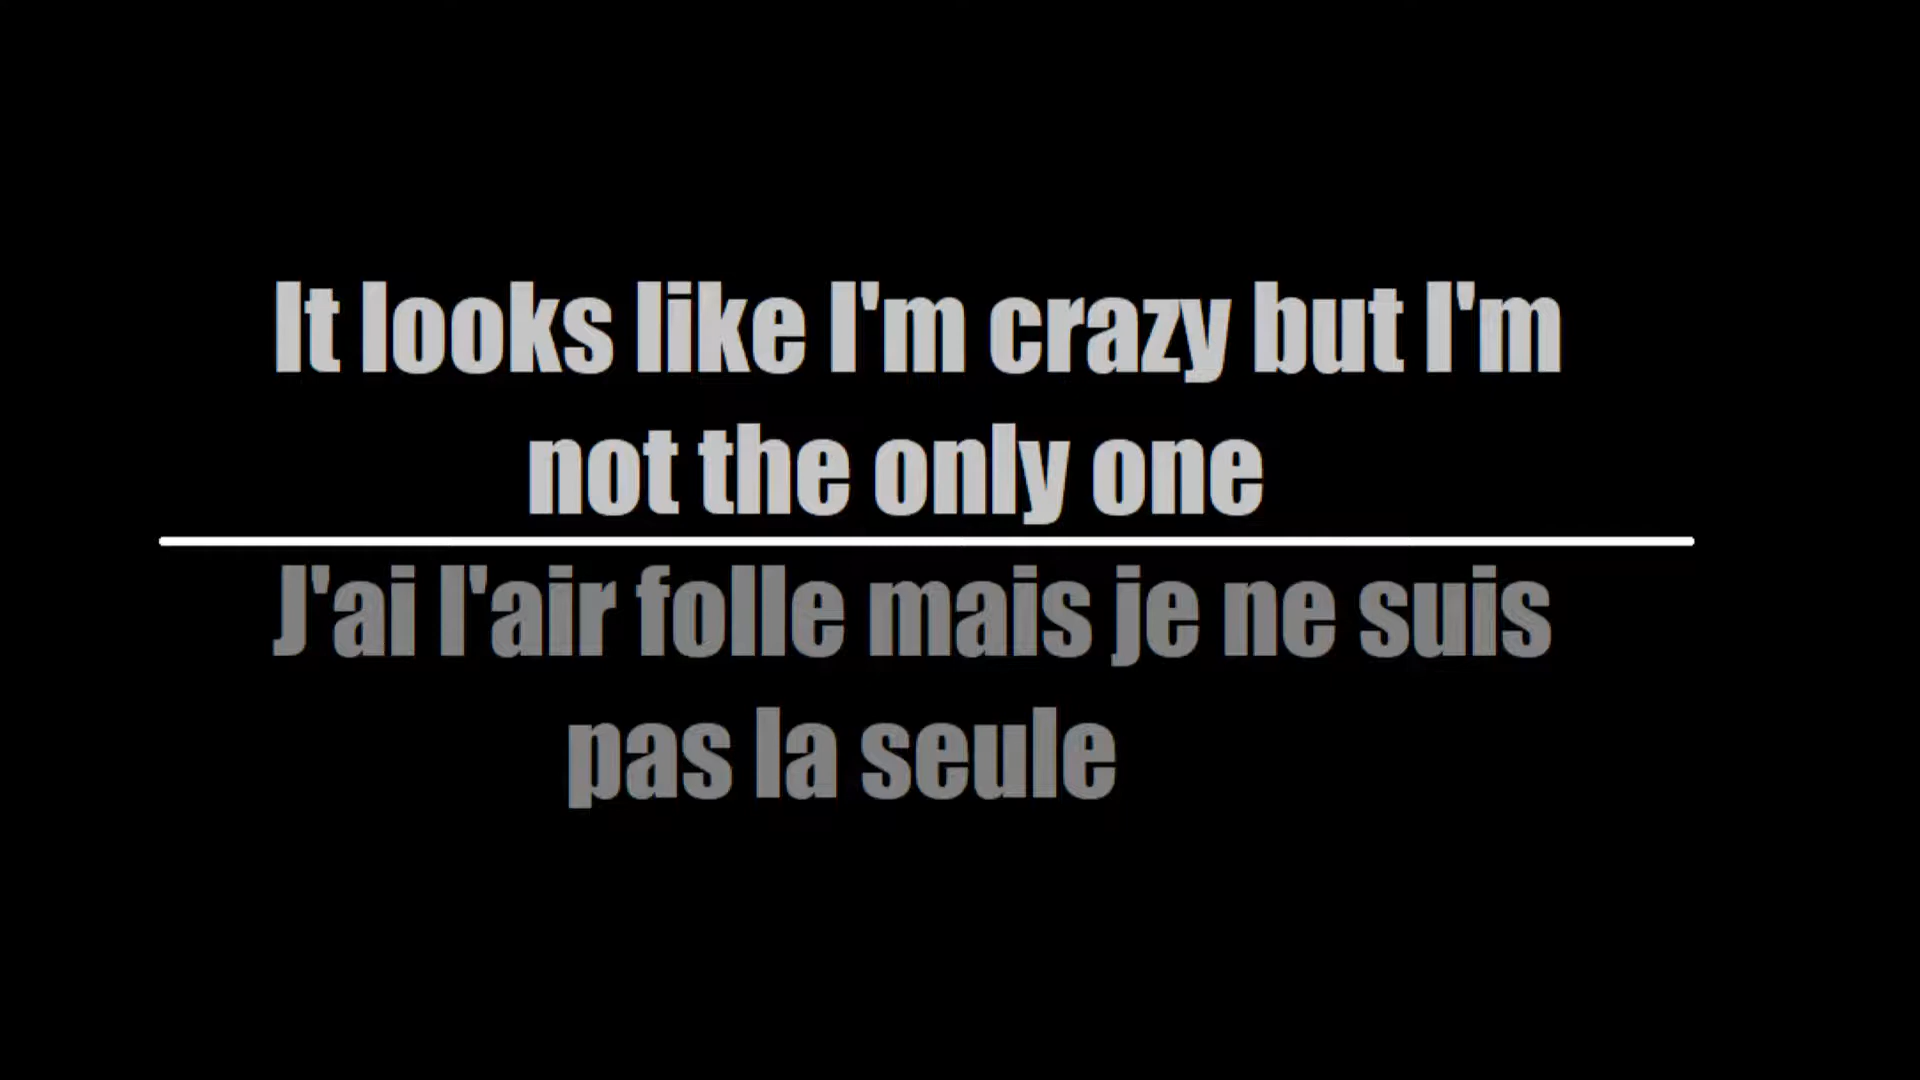 It looks like I'm crazy but I'm
not the only one
J'ai l'air folle mais je ne suis
pas la seule